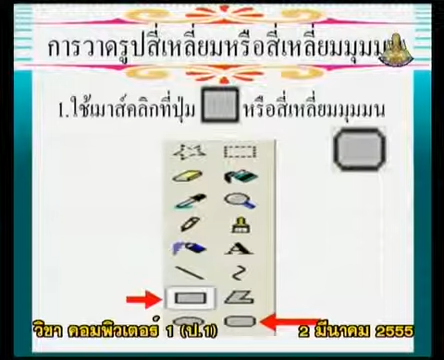 การวาดรูปสี่เหลี่ยมหรือสี่เหลี่ยมมุมมน
1.ใช้เมาส์คลิกที่ปุ่ม หรือสี่เหลี่ยมมุมมน
A
วิชา คอมพิวเตอร์ 1 (ป.1) 2 มีนาคม 2555